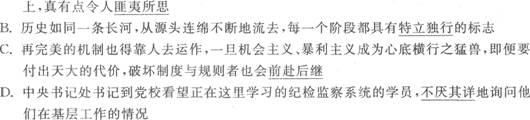 上,真有点令人匪夷所思
B. 历史如同一条长河,从源头连绵不断地流去,每一个阶段都具有特立独行的标志
C. 再完美的机制也得靠人去运作,一旦机会主义、暴利主义成为心底横行之猛兽,即便要
付出天大的代价,破坏制度与规则者也会前赴后继
D. 中央书记处书记到党校看望正在这里学习的纪检监察系统的学员,不厌其详地询问他
们在基层工作的情况